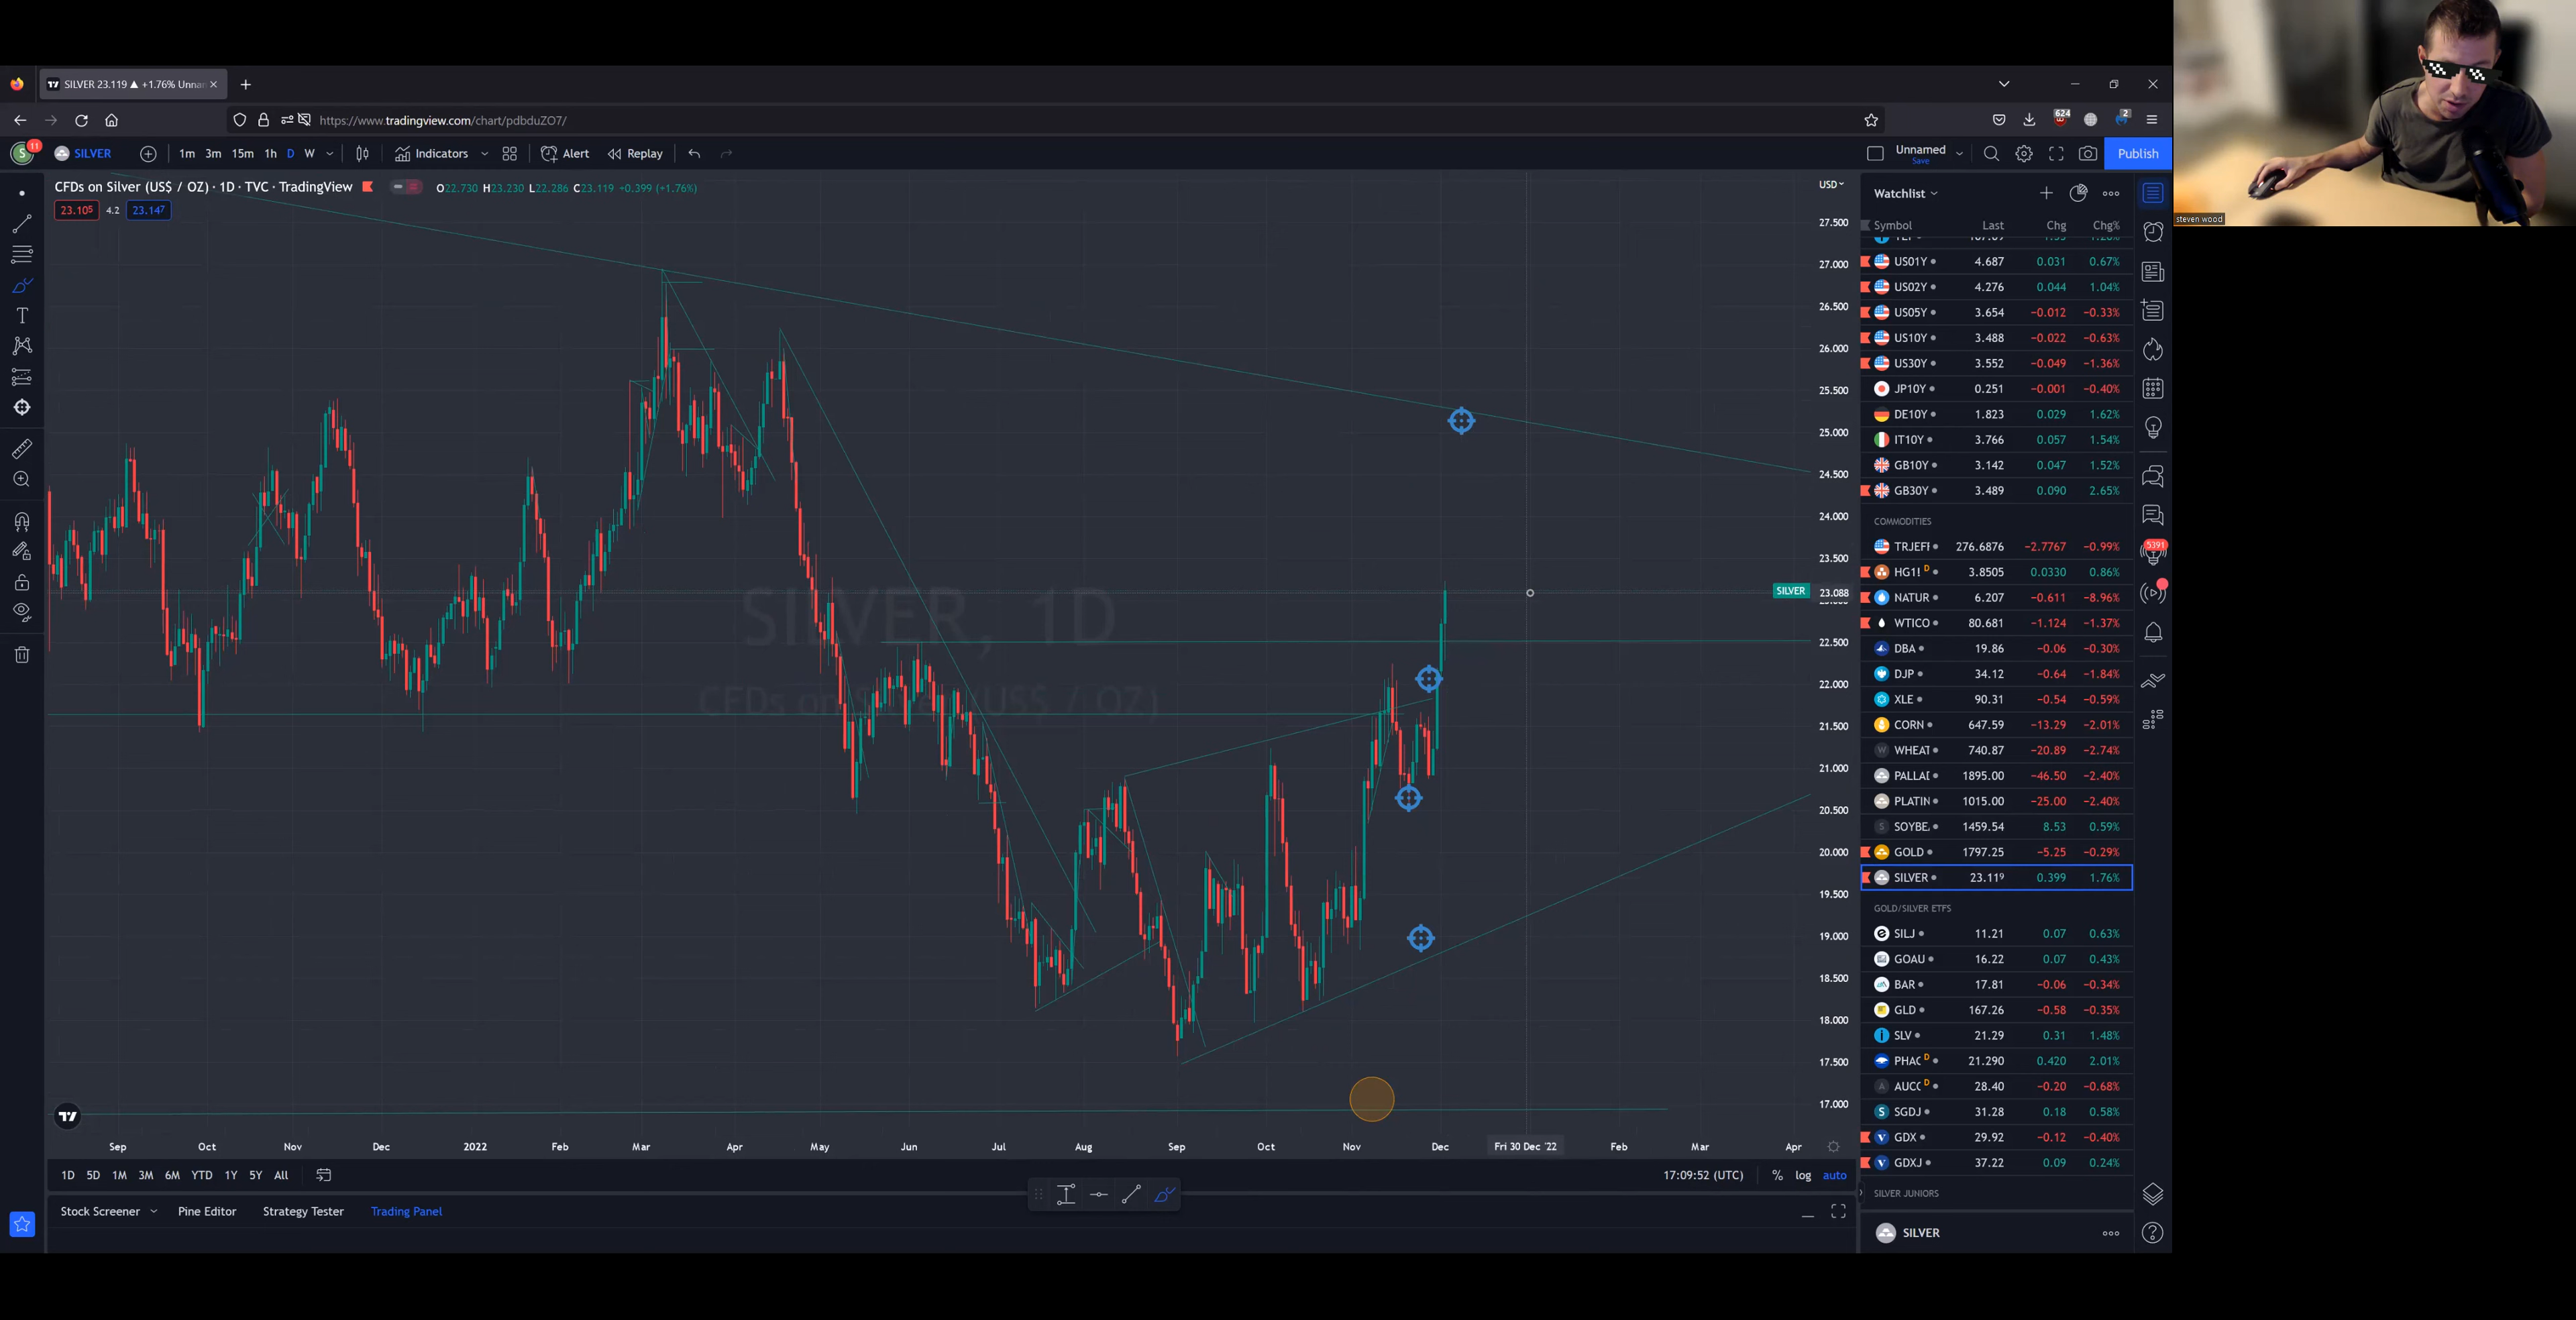 SILVER 23.119 ▲ +1.76% Unnar
https://www.tradingview.com/chart/pdbduZO7/
624
2
S
11
SILVER
1m 3m 15m 1h D W
Indicators
Alert
Replay
Unnamed
Save
Publish
CFDs on Silver (US$ / OZ) · 1D · TVC · TradingView
O22.730 H23.230 L22.286 C23.119 +0.399 (+1.76%)
23.105 4.2 23.147
SILVER, 1D
CFDs on Silver (US$ / OZ)
USD
27.500
27.000
26.500
26.000
25.500
25.000
24.500
24.000
23.500
SILVER 23.088
22.500
22.000
21.500
21.000
20.500
20.000
19.500
19.000
18.500
18.000
17.500
17.000
Sep Oct Nov Dec 2022 Feb Mar Apr May Jun Jul Aug Sep Oct Nov Dec Fri 30 Dec '22 Feb Mar Apr
1D 5D 1M 3M 6M YTD 1Y 5Y All
17:09:52 (UTC) % log auto
Stock Screener Pine Editor Strategy Tester Trading Panel
Watchlist
Symbol Last Chg Chg%
US01Y 4.687 0.031 0.67%
US02Y 4.276 0.044 1.04%
US05Y 3.654 −0.012 −0.33%
US10Y 3.488 −0.022 −0.63%
US30Y 3.552 −0.049 −1.36%
JP10Y 0.251 −0.001 −0.40%
DE10Y 1.823 0.029 1.62%
IT10Y 3.766 0.057 1.54%
GB10Y 3.142 0.047 1.52%
GB30Y 3.489 0.090 2.65%
COMMODITIES
TRJEFI 276.6876 −2.7767 −0.99%
HG1! D 3.8505 0.0330 0.86%
NATUR 6.207 −0.611 −8.96%
WTICO 80.681 −1.124 −1.37%
DBA 19.86 −0.06 −0.30%
DJP 34.12 −0.64 −1.84%
XLE 90.31 −0.54 −0.59%
CORN 647.59 −13.29 −2.01%
W WHEAT 740.87 −20.89 −2.74%
PALLAI 1895.00 −46.50 −2.40%
PLATIN 1015.00 −25.00 −2.40%
S SOYBE 1459.54 8.53 0.59%
GOLD 1797.25 −5.25 −0.29%
SILVER 23.119 0.399 1.76%
GOLD/SILVER ETFS
SILJ 11.21 0.07 0.63%
GOAU 16.22 0.07 0.43%
BAR 17.81 −0.06 −0.34%
GLD 167.26 −0.58 −0.35%
SLV 21.29 0.31 1.48%
PHAG D 21.290 0.420 2.01%
A AUCC D 28.40 −0.20 −0.68%
S SGDJ 31.28 0.18 0.58%
V GDX 29.92 −0.12 −0.40%
V GDXJ 37.22 0.09 0.24%
SILVER JUNIORS
SILVER
5391
steven wood